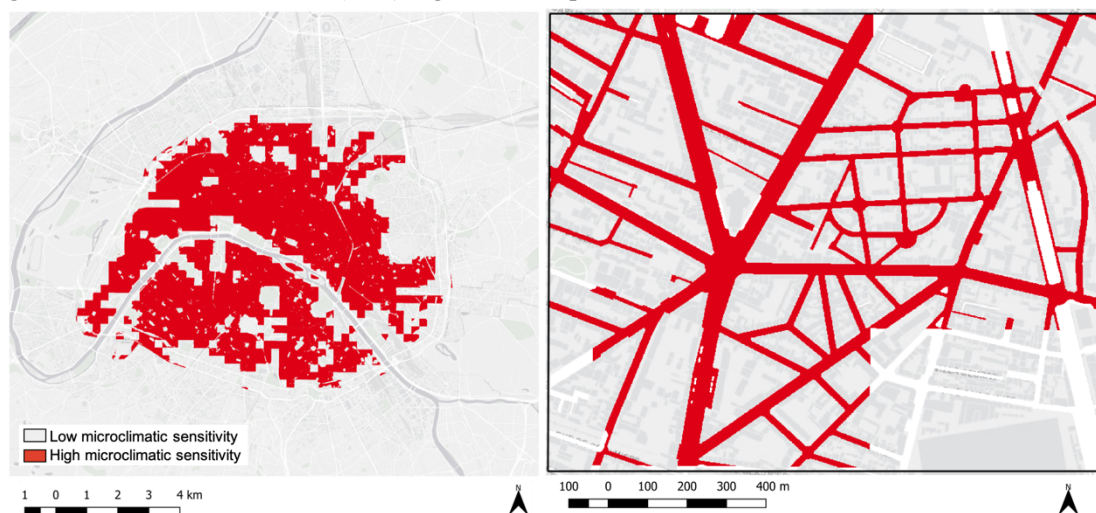 Low microclimatic sensitivity
High microclimatic sensitivity
1 0 1 2 3 4 km
N
100 0 100 200 300 400 m
N